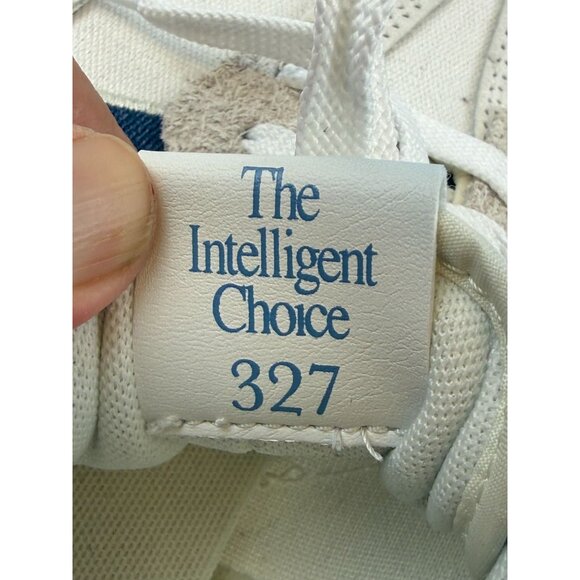 The
Intelligent
Choice
327